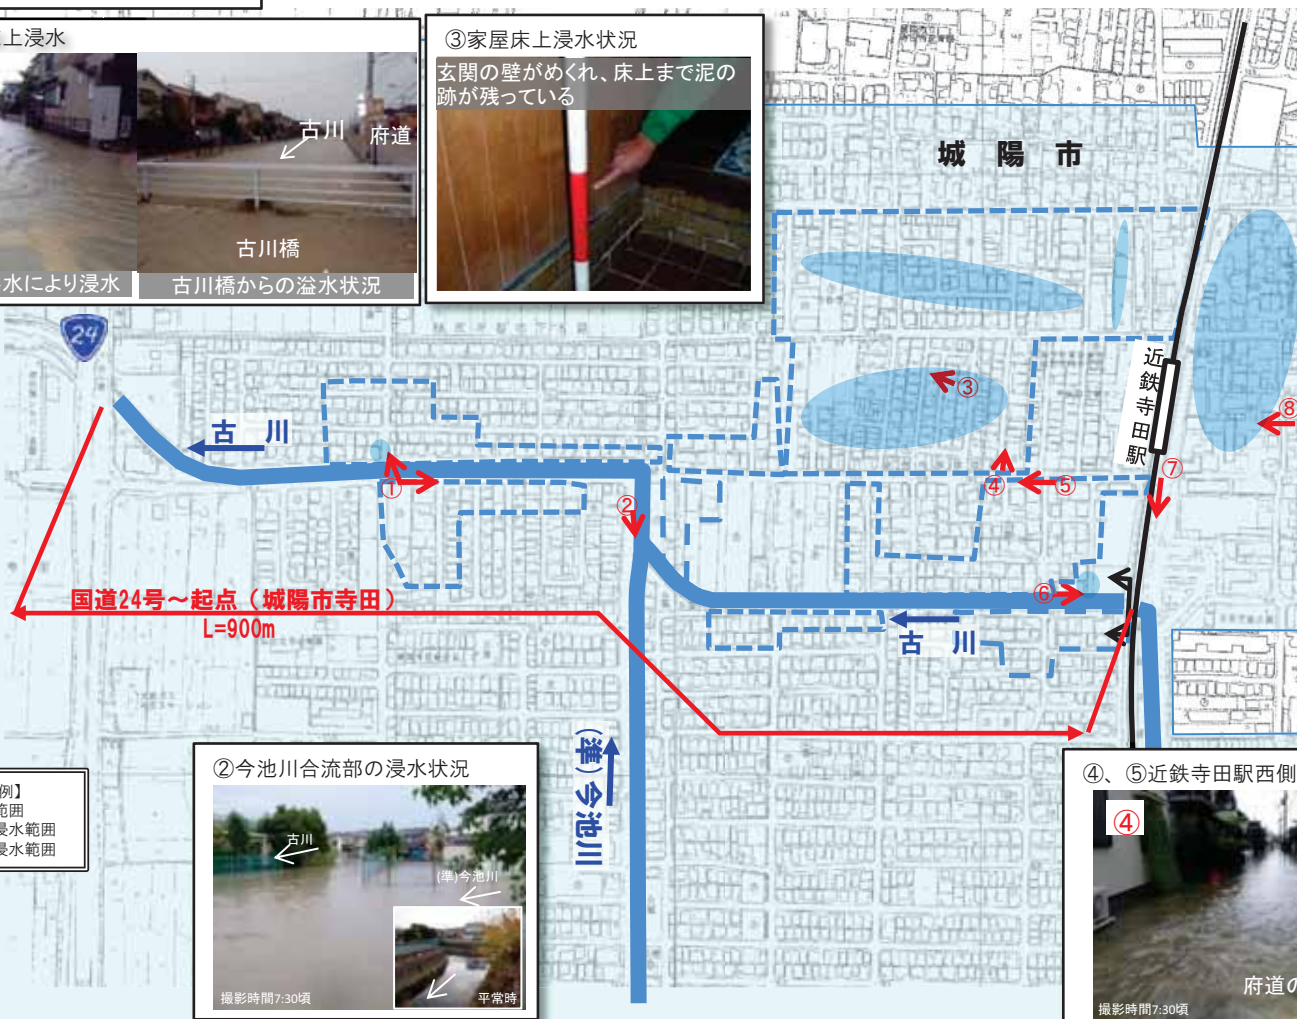 上浸水
古川
府道
古川橋
水により浸水
古川橋からの溢水状況
③家屋床上浸水状況
玄関の壁がめくれ、床上まで泥の
跡が残っている
城陽市
24
古川
近鉄寺田駅
③
⑧
①
②
④
⑤
⑦
⑥
国道24号～起点（城陽市寺田）
L=900m
古川
(準)今池川
例】
範囲
浸水範囲
浸水範囲
②今池川合流部の浸水状況
古川
(準)今池川
撮影時間7:30頃
平常時
④、⑤近鉄寺田駅西側
④
府道の
撮影時間7:30頃